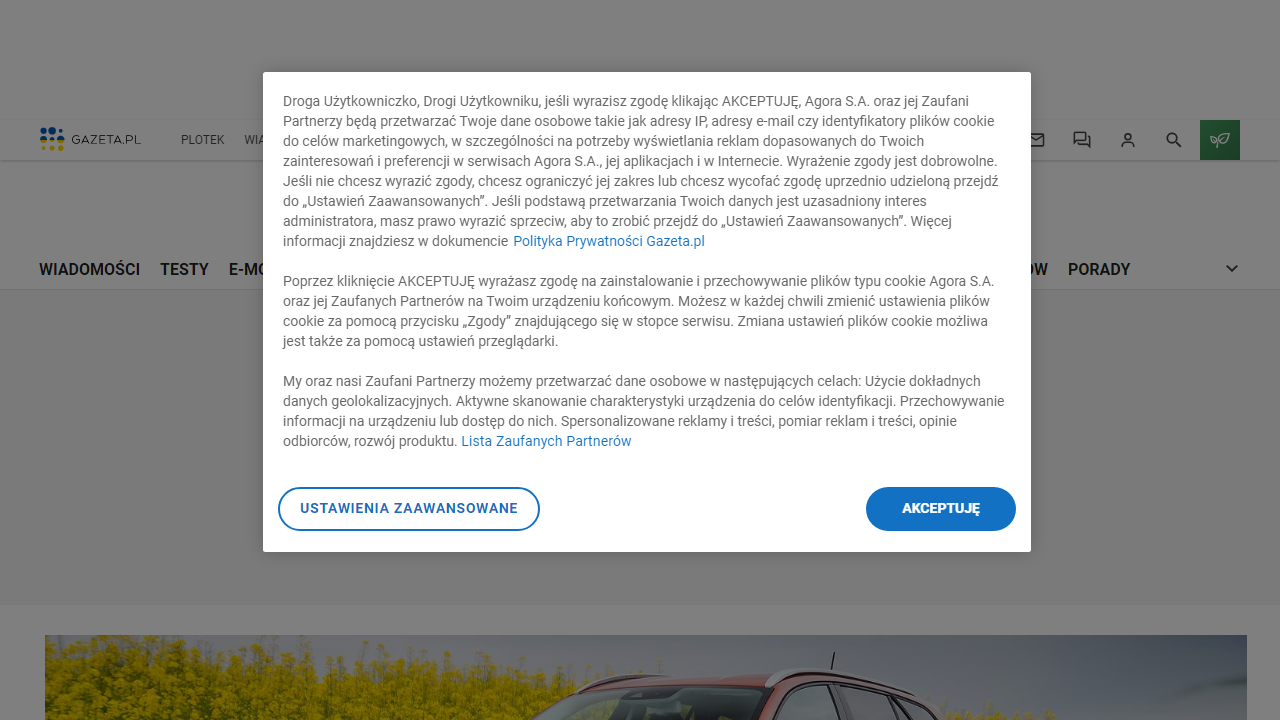 Droga Użytkowniczko, Drogi Użytkowniku, jeśli wyrazisz zgodę klikając AKCEPTUJĘ, Agora S.A. oraz jej Zaufani
Partnerzy będą przetwarzać Twoje dane osobowe takie jak adresy IP, adresy e-mail czy identyfikatory plików cookie
do celów marketingowych, w szczególności na potrzeby wyświetlania reklam dopasowanych do Twoich
zainteresowań i preferencji w serwisach Agora S.A., jej aplikacjach i w Internecie. Wyrażenie zgody jest dobrowolne.
Jeśli nie chcesz wyrazić zgody, chcesz ograniczyć jej zakres lub chcesz wycofać zgodę uprzednio udzieloną przejdź
do „Ustawień Zaawansowanych”. Jeśli podstawą przetwarzania Twoich danych jest uzasadniony interes
administratora, masz prawo wyrazić sprzeciw, aby to zrobić przejdź do „Ustawień Zaawansowanych”. Więcej
informacji znajdziesz w dokumencie Polityka Prywatności Gazeta.pl
Poprzez kliknięcie AKCEPTUJĘ wyrażasz zgodę na zainstalowanie i przechowywanie plików typu cookie Agora S.A.
oraz jej Zaufanych Partnerów na Twoim urządzeniu końcowym. Możesz w każdej chwili zmienić ustawienia plików
cookie za pomocą przycisku „Zgody” znajdującego się w stopce serwisu. Zmiana ustawień plików cookie możliwa
jest także za pomocą ustawień przeglądarki.
My oraz nasi Zaufani Partnerzy możemy przetwarzać dane osobowe w następujących celach: Użycie dokładnych
danych geolokalizacyjnych. Aktywne skanowanie charakterystyki urządzenia do celów identyfikacji. Przechowywanie
informacji na urządzeniu lub dostęp do nich. Spersonalizowane reklamy i treści, pomiar reklam i treści, opinie
odbiorców, rozwój produktu. Lista Zaufanych Partnerów
USTAWIENIA ZAAWANSOWANE AKCEPTUJĘ
GAZETA.PL PLOTEK
WIADOMOŚCI TESTY PORADY